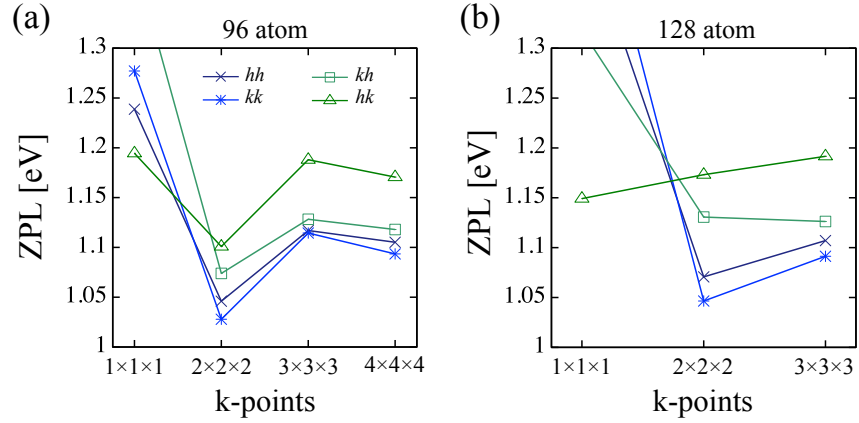 (a)
96 atom
ZPL [eV]
1.3
1.25
1.2
1.15
1.1
1.05
1
hh
kk
kh
hk
1×1×1
2×2×2
3×3×3
4×4×4
k-points
(b)
128 atom
ZPL [eV]
1.3
1.25
1.2
1.15
1.1
1.05
1
1×1×1
2×2×2
3×3×3
k-points